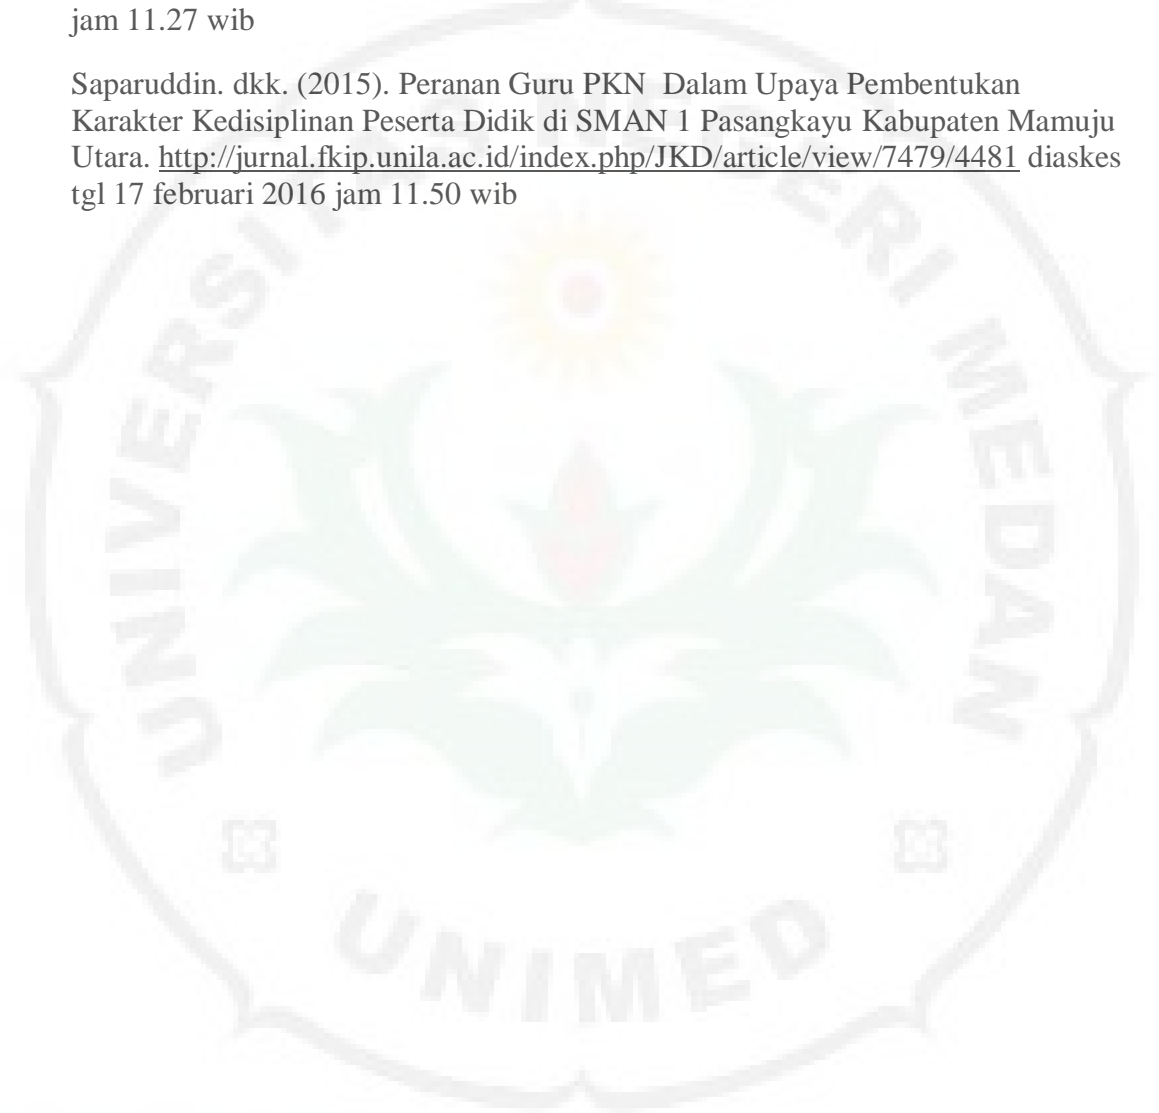 jam 11.27 wib
Saparuddin. dkk. (2015). Peranan Guru PKN  Dalam Upaya Pembentukan
Karakter Kedisiplinan Peserta Didik di SMAN 1 Pasangkayu Kabupaten Mamuju
Utara. http://jurnal.fkip.unila.ac.id/index.php/JKD/article/view/7479/4481 diaskes
tgl 17 februari 2016 jam 11.50 wib
UNIVERSITAS NEGERI MEDAN
UNIMED